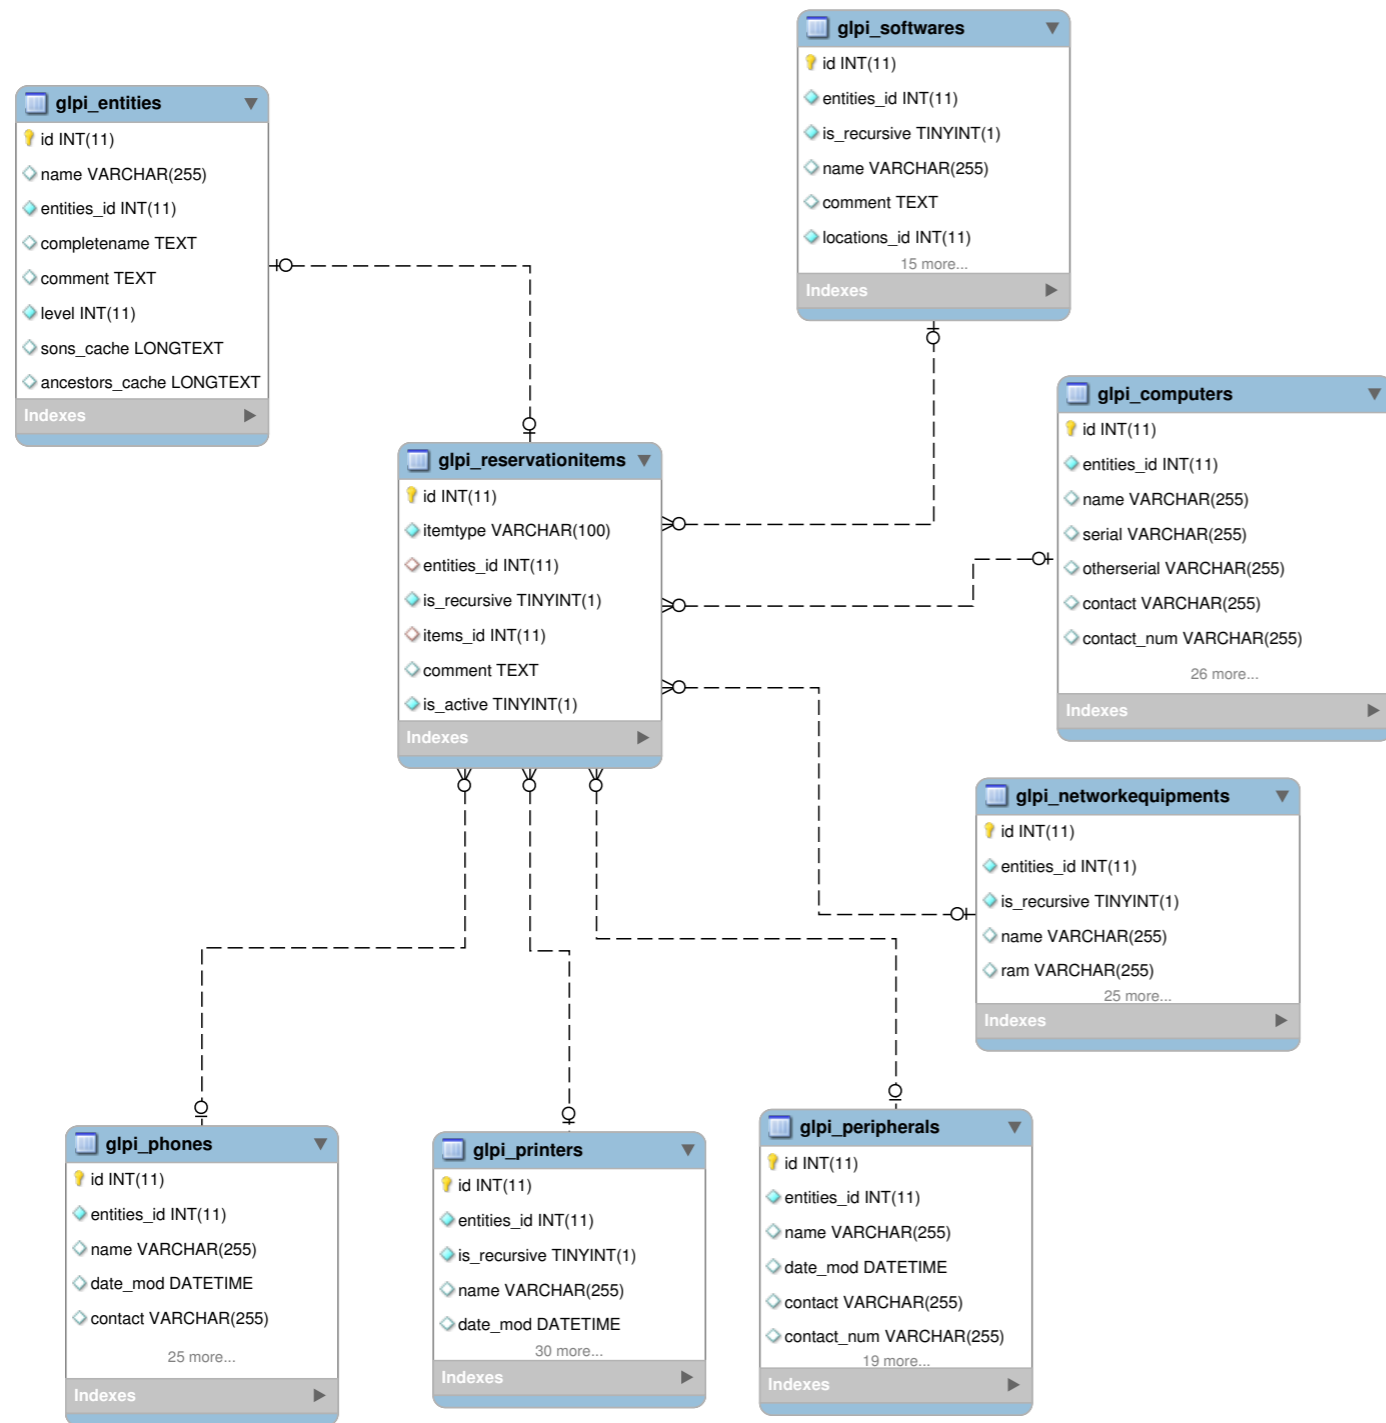 glpi_softwares
id INT(11)
entities_id INT(11)
is_recursive TINYINT(1)
name VARCHAR(255)
comment TEXT
locations_id INT(11)
15 more...
Indexes
glpi_entities
id INT(11)
name VARCHAR(255)
entities_id INT(11)
completename TEXT
comment TEXT
level INT(11)
sons_cache LONGTEXT
ancestors_cache LONGTEXT
Indexes
glpi_computers
id INT(11)
entities_id INT(11)
name VARCHAR(255)
serial VARCHAR(255)
otherserial VARCHAR(255)
contact VARCHAR(255)
contact_num VARCHAR(255)
26 more...
Indexes
glpi_reservationitems
id INT(11)
itemtype VARCHAR(100)
entities_id INT(11)
is_recursive TINYINT(1)
items_id INT(11)
comment TEXT
is_active TINYINT(1)
Indexes
glpi_networkequipments
id INT(11)
entities_id INT(11)
is_recursive TINYINT(1)
name VARCHAR(255)
ram VARCHAR(255)
25 more...
Indexes
glpi_phones
id INT(11)
entities_id INT(11)
name VARCHAR(255)
date_mod DATETIME
contact VARCHAR(255)
25 more...
Indexes
glpi_printers
id INT(11)
entities_id INT(11)
is_recursive TINYINT(1)
name VARCHAR(255)
date_mod DATETIME
30 more...
Indexes
glpi_peripherals
id INT(11)
entities_id INT(11)
name VARCHAR(255)
date_mod DATETIME
contact VARCHAR(255)
contact_num VARCHAR(255)
19 more...
Indexes